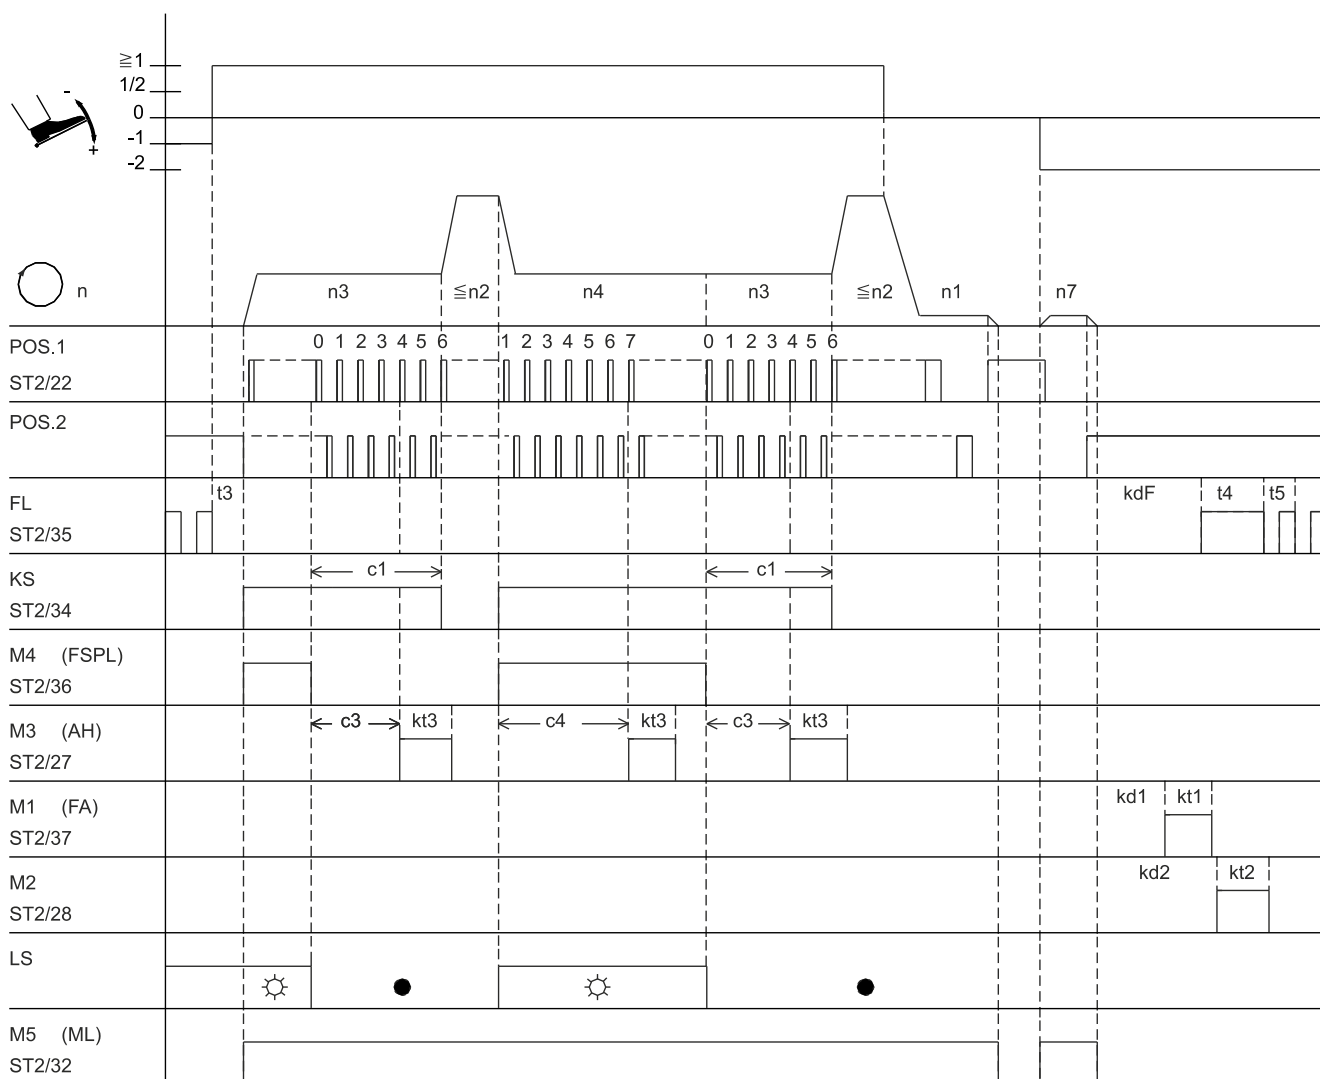 ≧1
1/2
0
-1
-2
-
+
n
n3
≦n2
n4
n3
≦n2
n1
n7
POS.1
ST2/22
0 1 2 3 4 5 6
1 2 3 4 5 6 7
0 1 2 3 4 5 6
POS.2
FL
ST2/35
t3
kdF
t4
t5
KS
ST2/34
c1
c1
M4 (FSPL)
ST2/36
M3 (AH)
ST2/27
c3
kt3
c4
kt3
c3
kt3
M1 (FA)
ST2/37
kd1
kt1
M2
ST2/28
kd2
kt2
LS
M5 (ML)
ST2/32